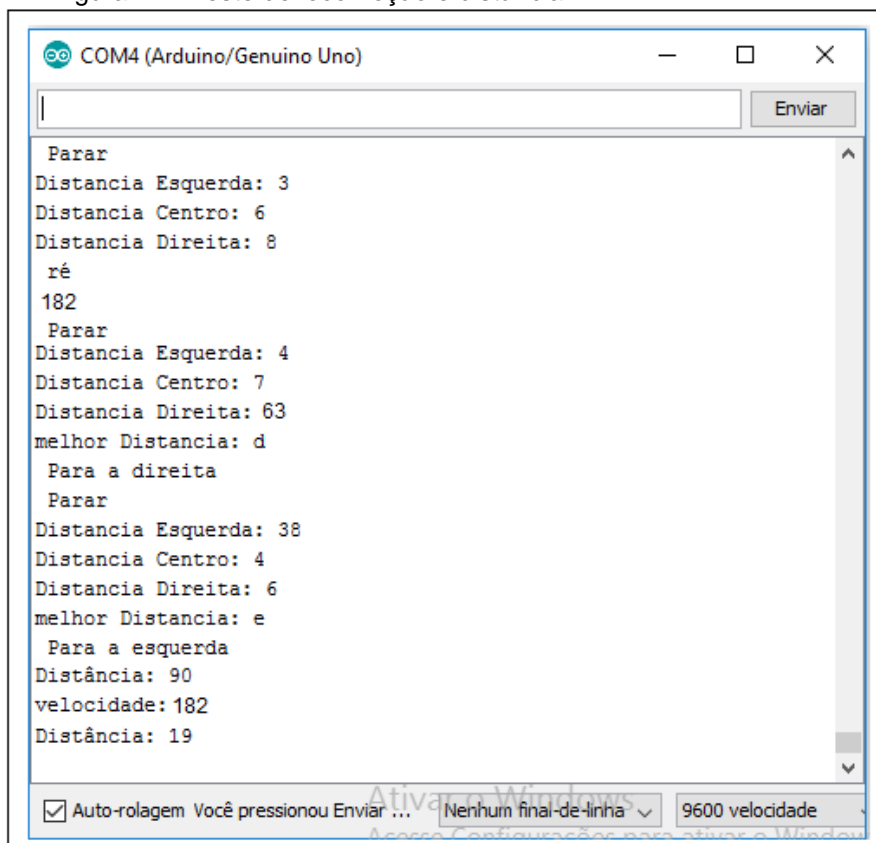 COM4 (Arduino/Genuino Uno)
Enviar
Parar
Distancia Esquerda: 3
Distancia Centro: 6
Distancia Direita: 8
ré
182
Parar
Distancia Esquerda: 4
Distancia Centro: 7
Distancia Direita: 63
melhor Distancia: d
Para a direita
Parar
Distancia Esquerda: 38
Distancia Centro: 4
Distancia Direita: 6
melhor Distancia: e
Para a esquerda
Distância: 90
velocidade: 182
Distância: 19
Ativar o Windows
Auto-rolagem Você pressionou Enviar ... Nenhum final-de-linha 9600 velocidade